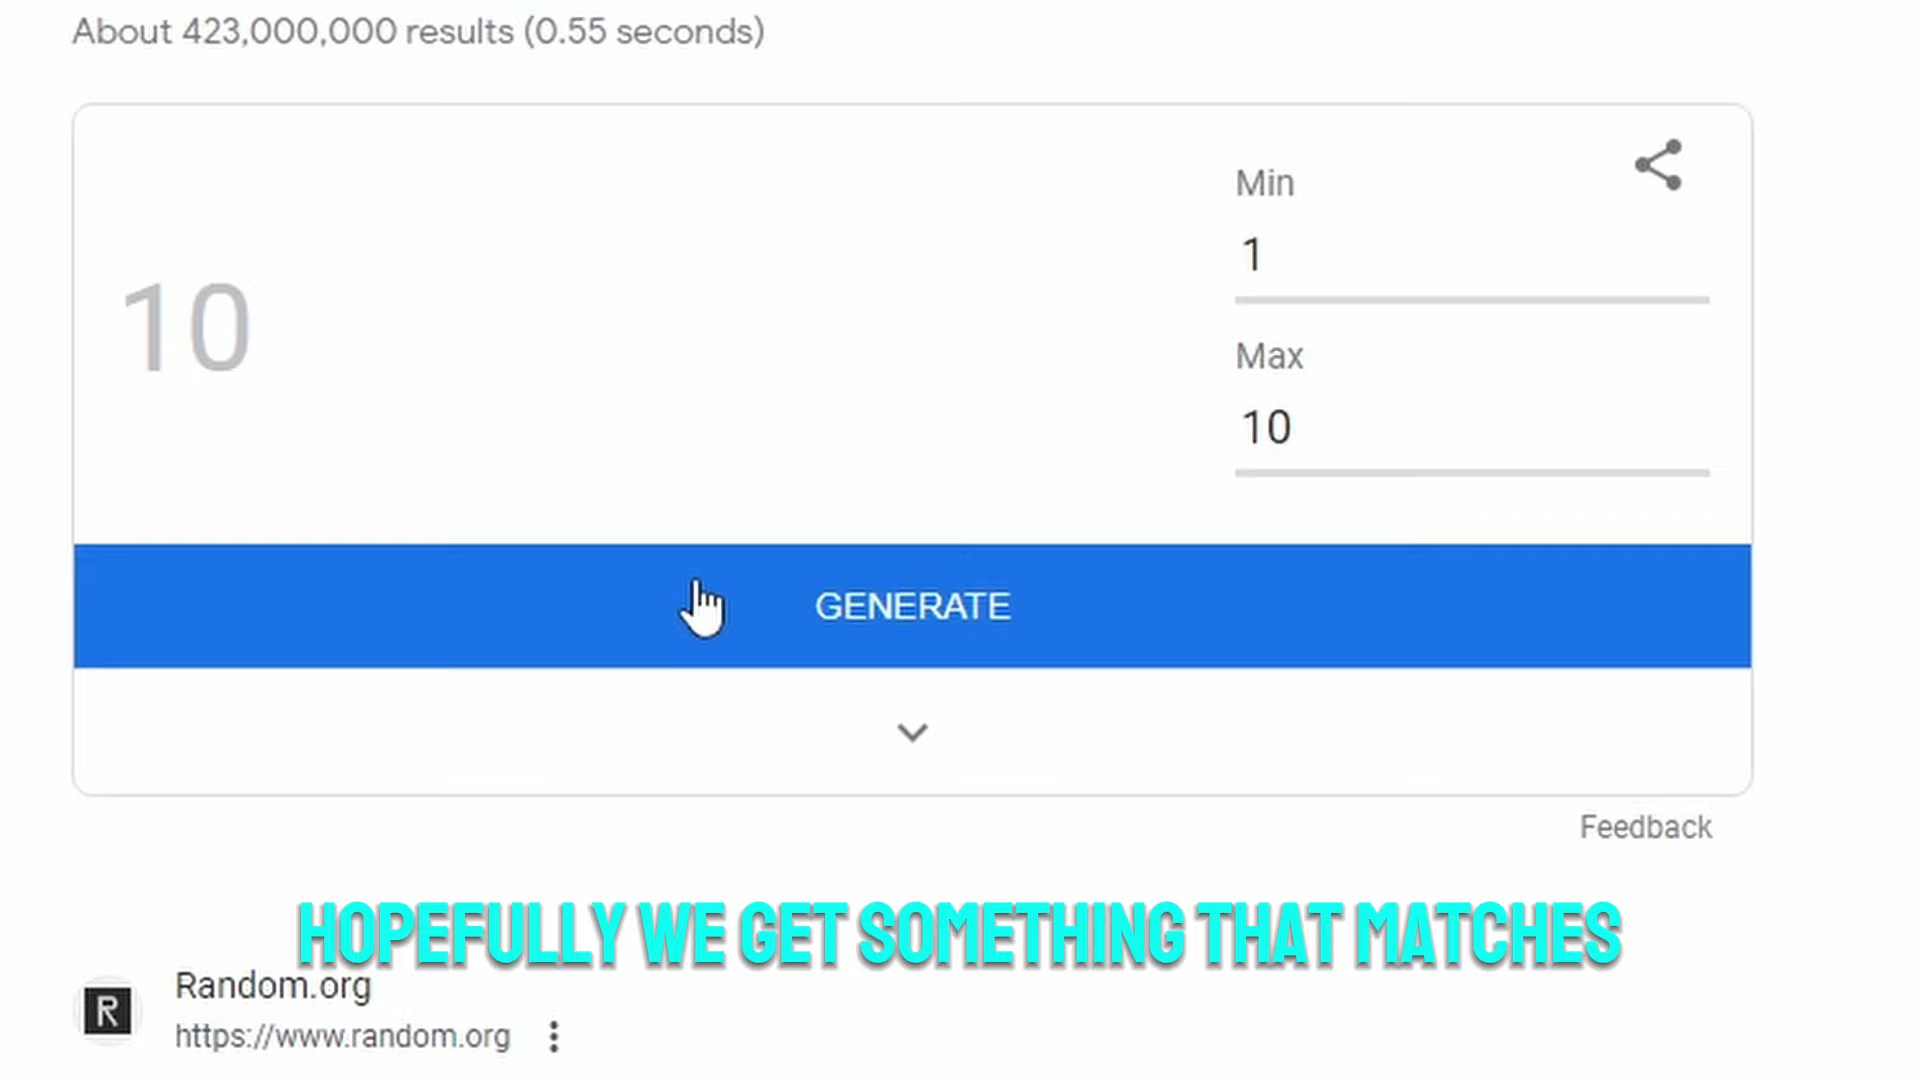 About 423,000,000 results (0.55 seconds)
Min
1
10
Max
10
GENERATE
Feedback
HOPEFULLY WE GET SOMETHING THAT MATCHES
R
Random.org
https://www.random.org